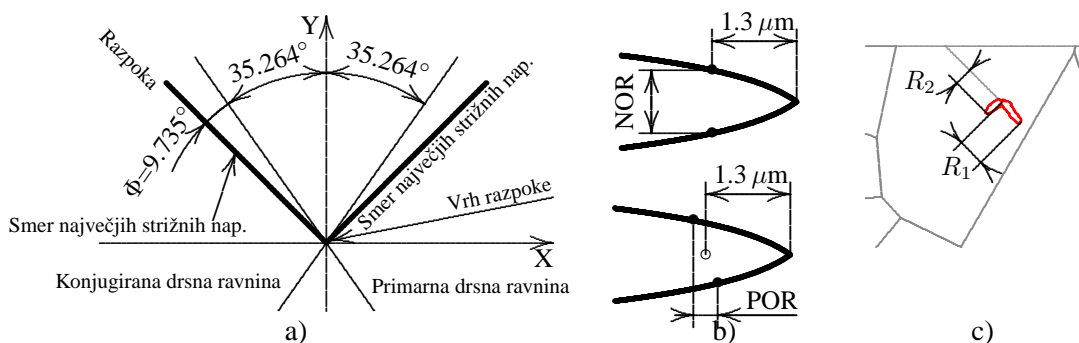 Y
35.264°
35.264°
Razpoka
Φ=9.735°
Smer največjih strižnih nap.
Vrh razpoke
Smer največjih strižnih nap.
X
Konjugirana drsna ravnina
Primarna drsna ravnina
a)
1.3 µm
NOR
1.3 µm
POR
b)
R₂
R₁
c)